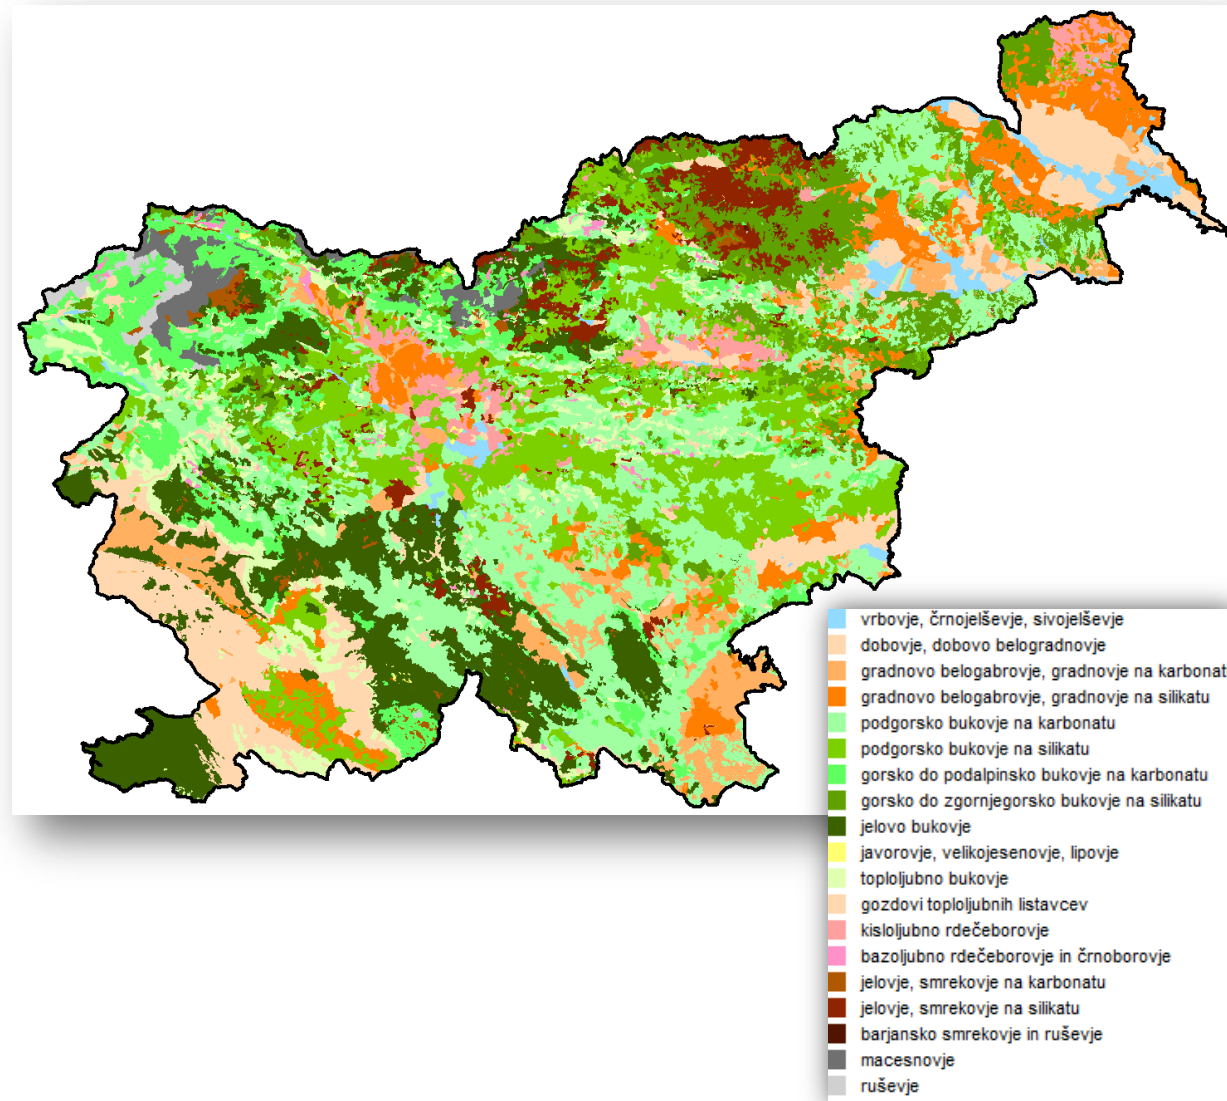 vrbovje, črnojelševje, sivojelševje
dobovje, dobovo belogradnovje
gradnovo belogabrovje, gradnovje na karbonat
gradnovo belogabrovje, gradnovje na silikatu
podgorsko bukovje na karbonatu
podgorsko bukovje na silikatu
gorsko do podalpinsko bukovje na karbonatu
gorsko do zgornjegorsko bukovje na silikatu
jelovo bukovje
javorovje, velikojesenovje, lipovje
toploljubno bukovje
gozdovi toploljubnih listavcev
kisloljubno rdečeborovje
bazoljubno rdečeborovje in črnoborovje
jelovje, smrekovje na karbonatu
jelovje, smrekovje na silikatu
barjansko smrekovje in ruševje
macesnovje
ruševje